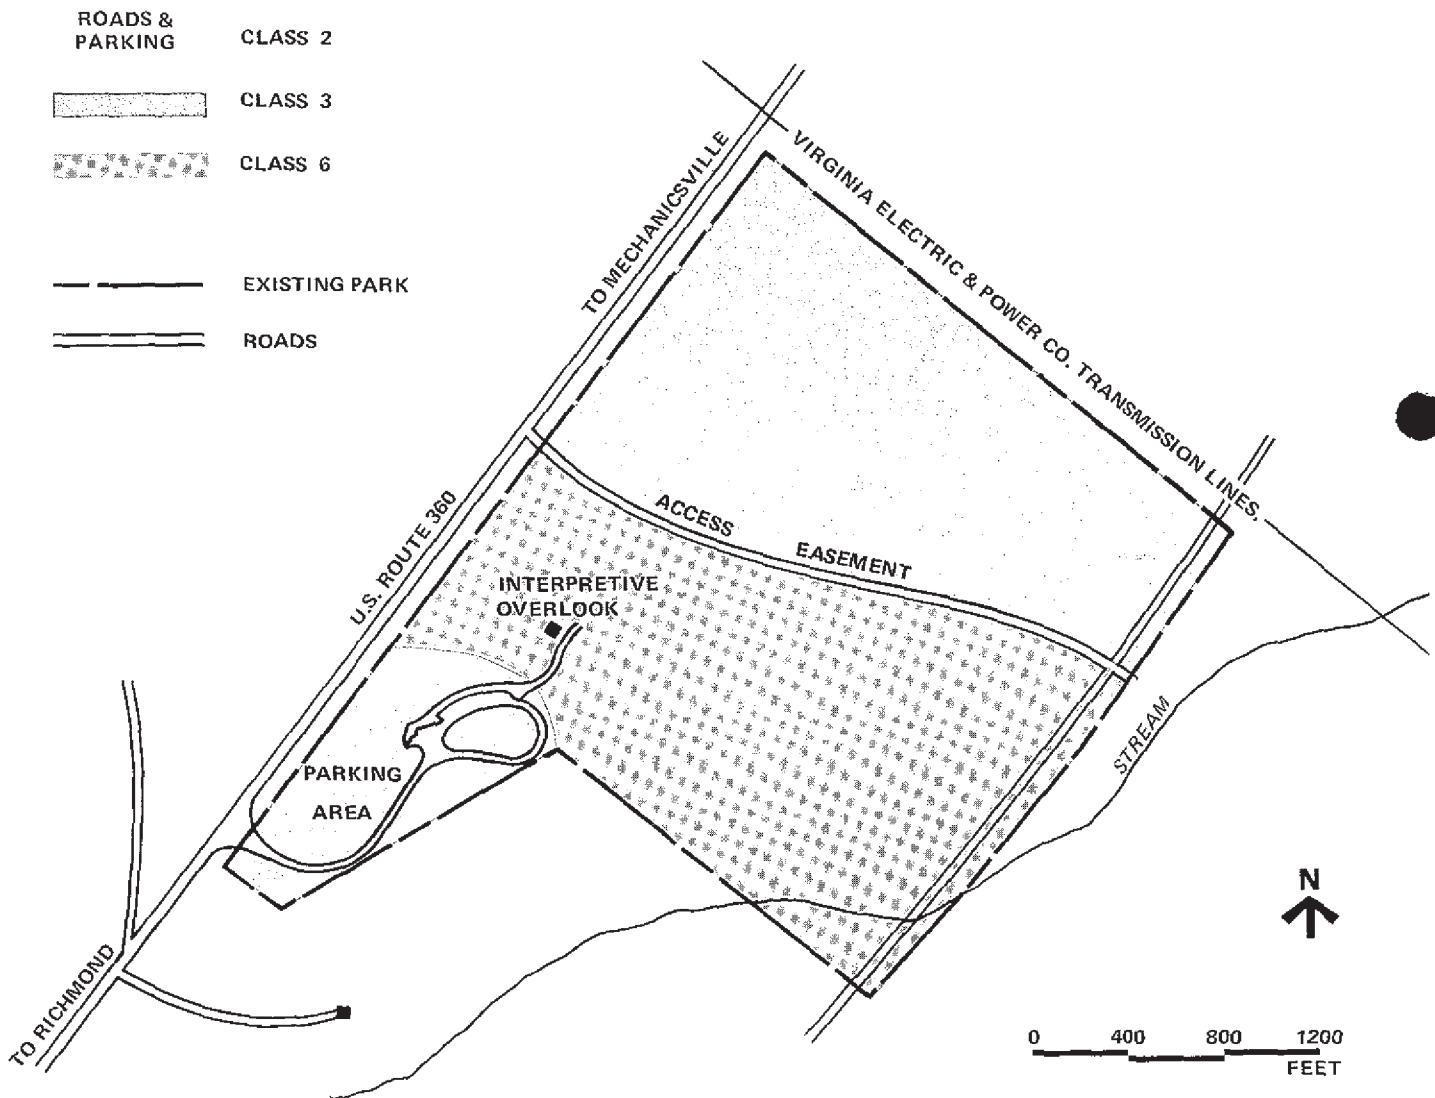 ROADS &
PARKING
CLASS 2
CLASS 3
CLASS 6
EXISTING PARK
ROADS
TO MECHANICSVILLE
VIRGINIA ELECTRIC & POWER CO. TRANSMISSION LINES.
U.S. ROUTE 360
ACCESS EASEMENT
INTERPRETIVE
OVERLOOK
STREAM
PARKING
AREA
TO RICHMOND
N
0 400 800 1200
FEET